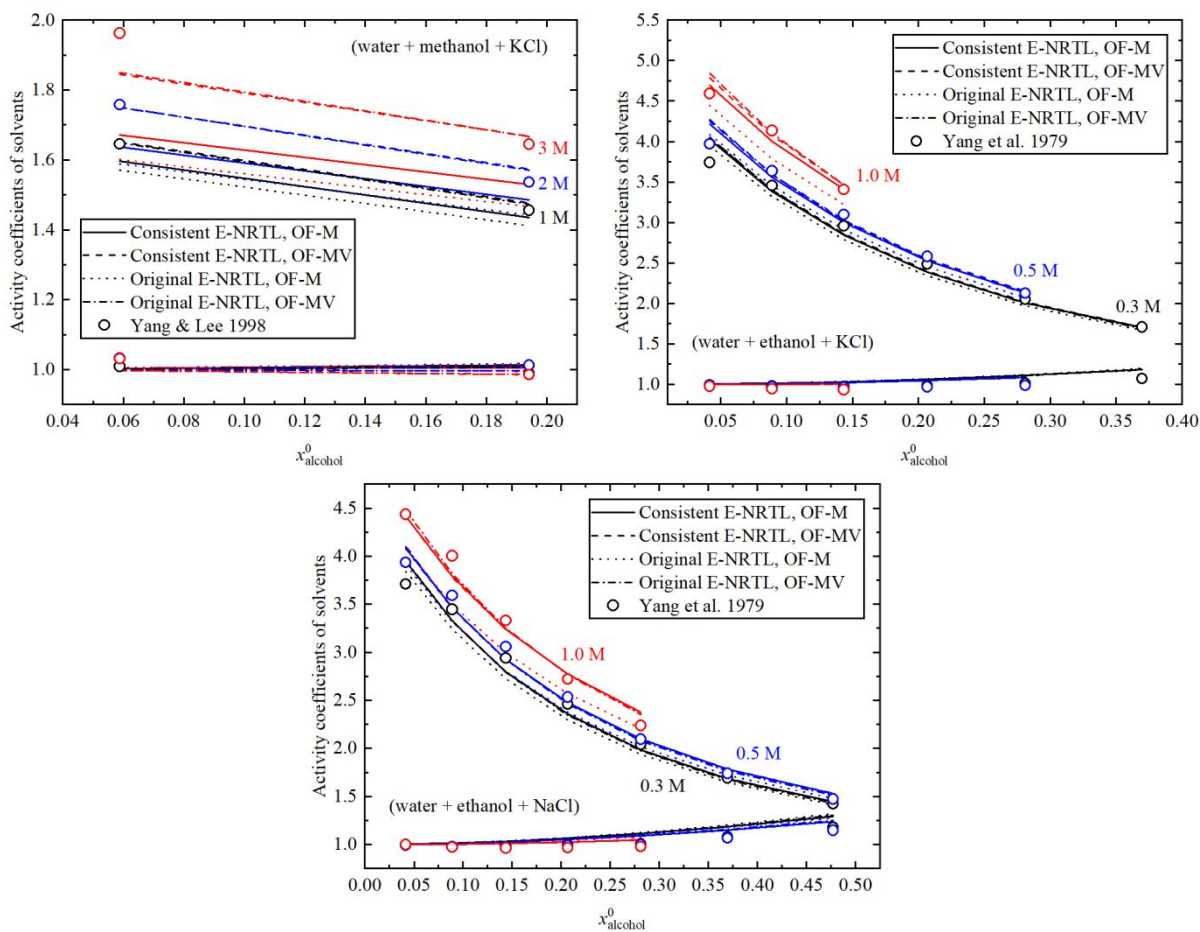 2.0
1.8
1.6
1.4
1.2
1.0
Activity coefficients of solvents
(water + methanol + KCl)
3 M
2 M
1 M
Consistent E-NRTL, OF-M
Consistent E-NRTL, OF-MV
Original E-NRTL, OF-M
Original E-NRTL, OF-MV
Yang & Lee 1998
0.04 0.06 0.08 0.10 0.12 0.14 0.16 0.18 0.20
x⁰alcohol
5.5
5.0
4.5
4.0
3.5
3.0
2.5
2.0
1.5
1.0
Activity coefficients of solvents
Consistent E-NRTL, OF-M
Consistent E-NRTL, OF-MV
Original E-NRTL, OF-M
Original E-NRTL, OF-MV
Yang et al. 1979
1.0 M
0.5 M
0.3 M
(water + ethanol + KCl)
0.05 0.10 0.15 0.20 0.25 0.30 0.35 0.40
x⁰alcohol
4.5
4.0
3.5
3.0
2.5
2.0
1.5
1.0
Activity coefficients of solvents
Consistent E-NRTL, OF-M
Consistent E-NRTL, OF-MV
Original E-NRTL, OF-M
Original E-NRTL, OF-MV
Yang et al. 1979
1.0 M
0.5 M
0.3 M
(water + ethanol + NaCl)
0.00 0.05 0.10 0.15 0.20 0.25 0.30 0.35 0.40 0.45 0.50
x⁰alcohol